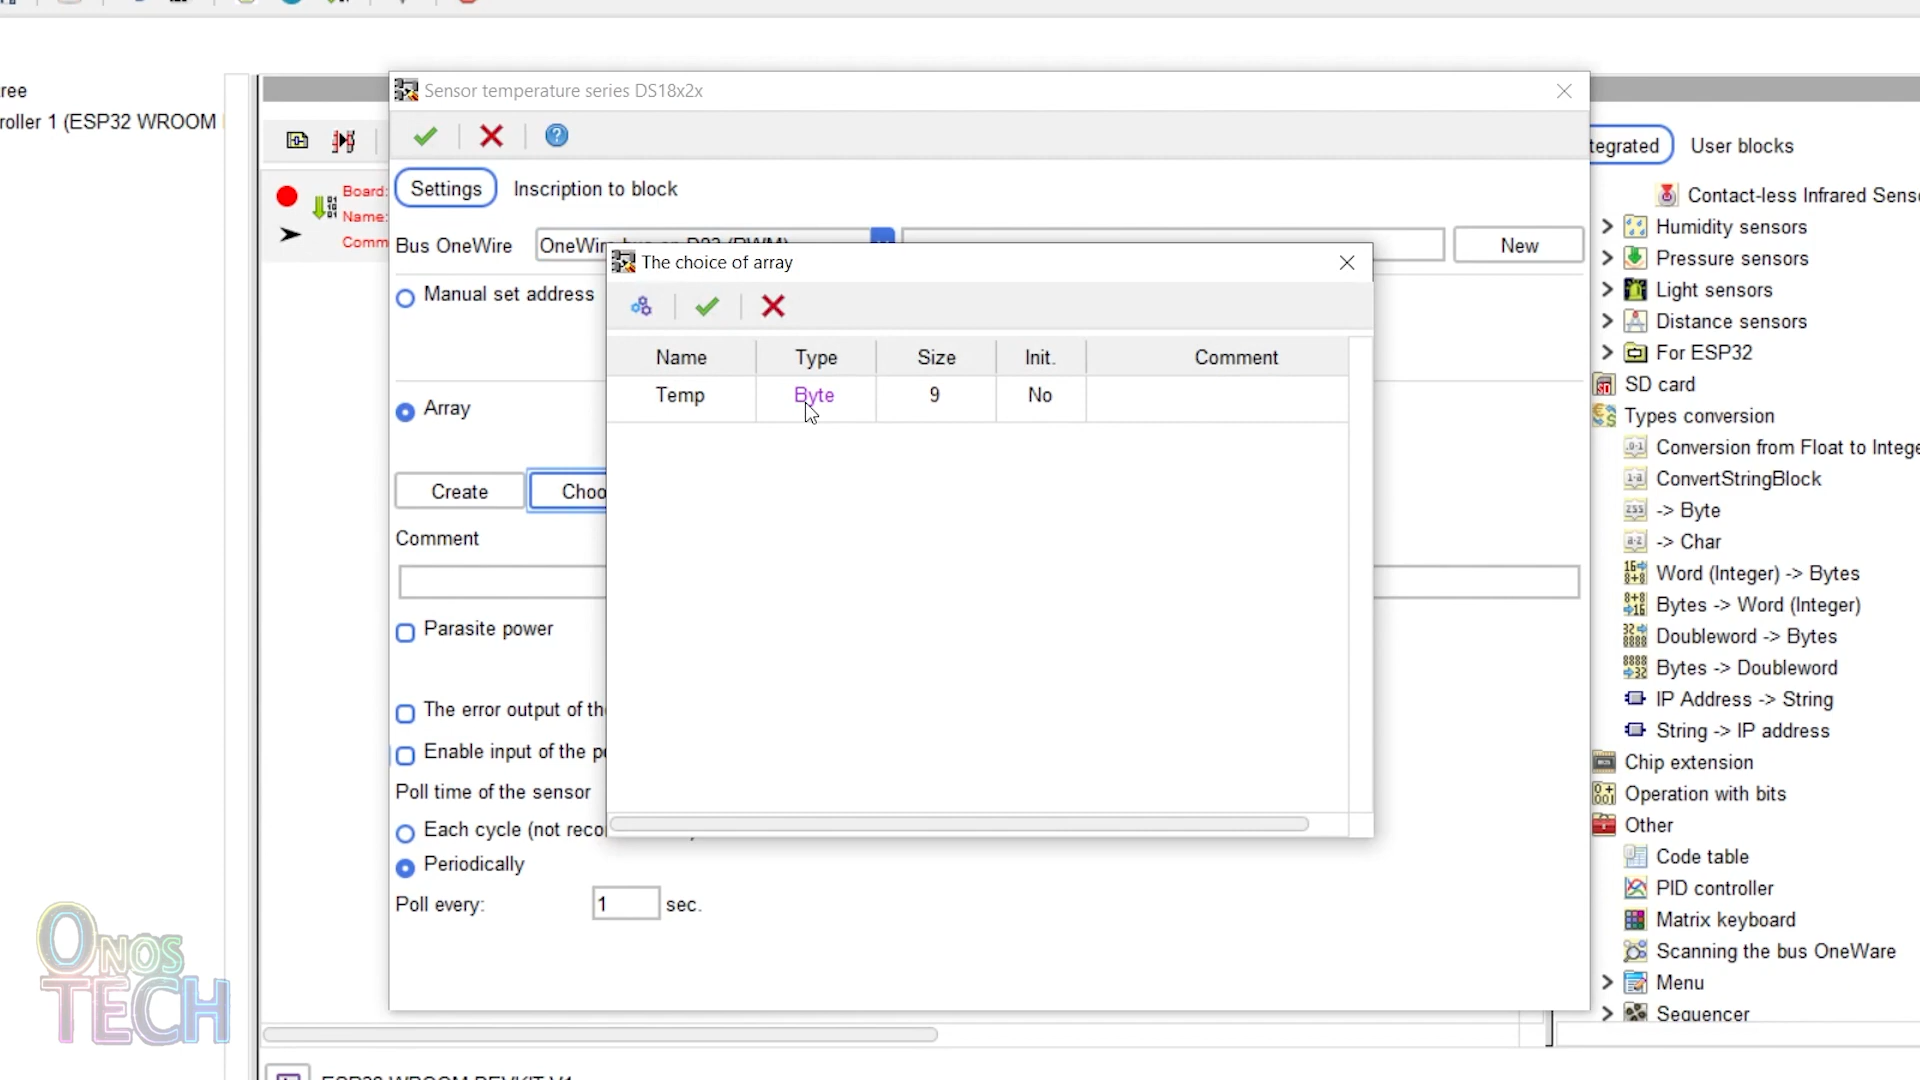 Sensor temperature series DS18x2x
ree
roller 1 (ESP32 WROOM
tegrated
User blocks
Settings
Inscription to block
Board:
Name:
Comm
Bus OneWire
New
The choice of array
Manual set address
Name
Type
Size
Init.
Comment
Temp
Byte
9
No
Array
Create
Choo
Comment
Parasite power
The error output of the
Enable input of the p
Poll time of the sensor
Each cycle (not reco
Periodically
Poll every:
1
sec.
Contact-less Infrared Senso
Humidity sensors
Pressure sensors
Light sensors
Distance sensors
For ESP32
SD card
Types conversion
Conversion from Float to Intege
ConvertStringBlock
-> Byte
-> Char
Word (Integer) -> Bytes
Bytes -> Word (Integer)
Doubleword -> Bytes
Bytes -> Doubleword
IP Address -> String
String -> IP address
Chip extension
Operation with bits
Other
Code table
PID controller
Matrix keyboard
Scanning the bus OneWare
Menu
Sequencer
ONOS
TECH